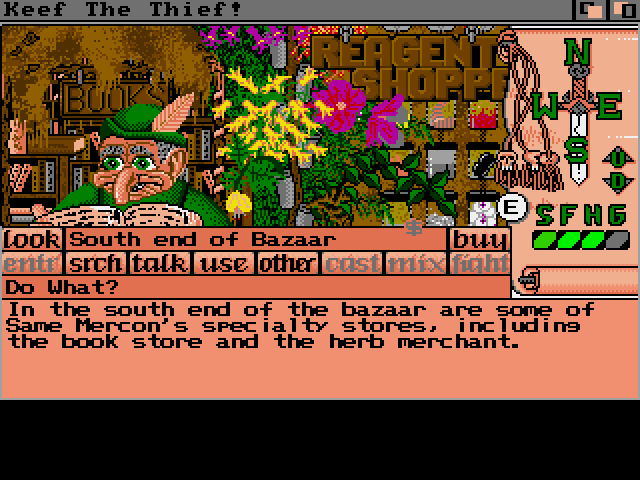 Keef The Thief!
BOOKS
REAGENT
SHOPPE
N
W E
S
U
D
E
S F H G
look South end of Bazaar buy
entr srch talk use other cast mix fight
Do What?
In the south end of the bazaar are some of
Same Mercon's specialty stores, including
the book store and the herb merchant.